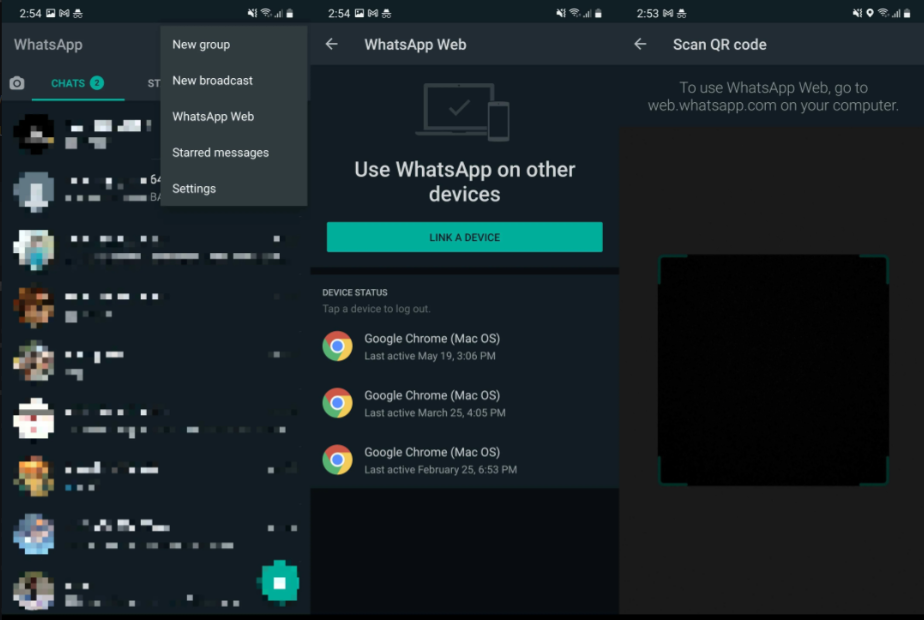 2:54
WhatsApp
CHATS 2
ST
New group
New broadcast
WhatsApp Web
Starred messages
Settings
64
BA
2:54
WhatsApp Web
Use WhatsApp on other
devices
LINK A DEVICE
DEVICE STATUS
Tap a device to log out.
Google Chrome (Mac OS)
Last active May 19, 3:06 PM
Google Chrome (Mac OS)
Last active March 25, 4:05 PM
Google Chrome (Mac OS)
Last active February 25, 6:53 PM
2:53
Scan QR code
To use WhatsApp Web, go to
web.whatsapp.com on your computer.